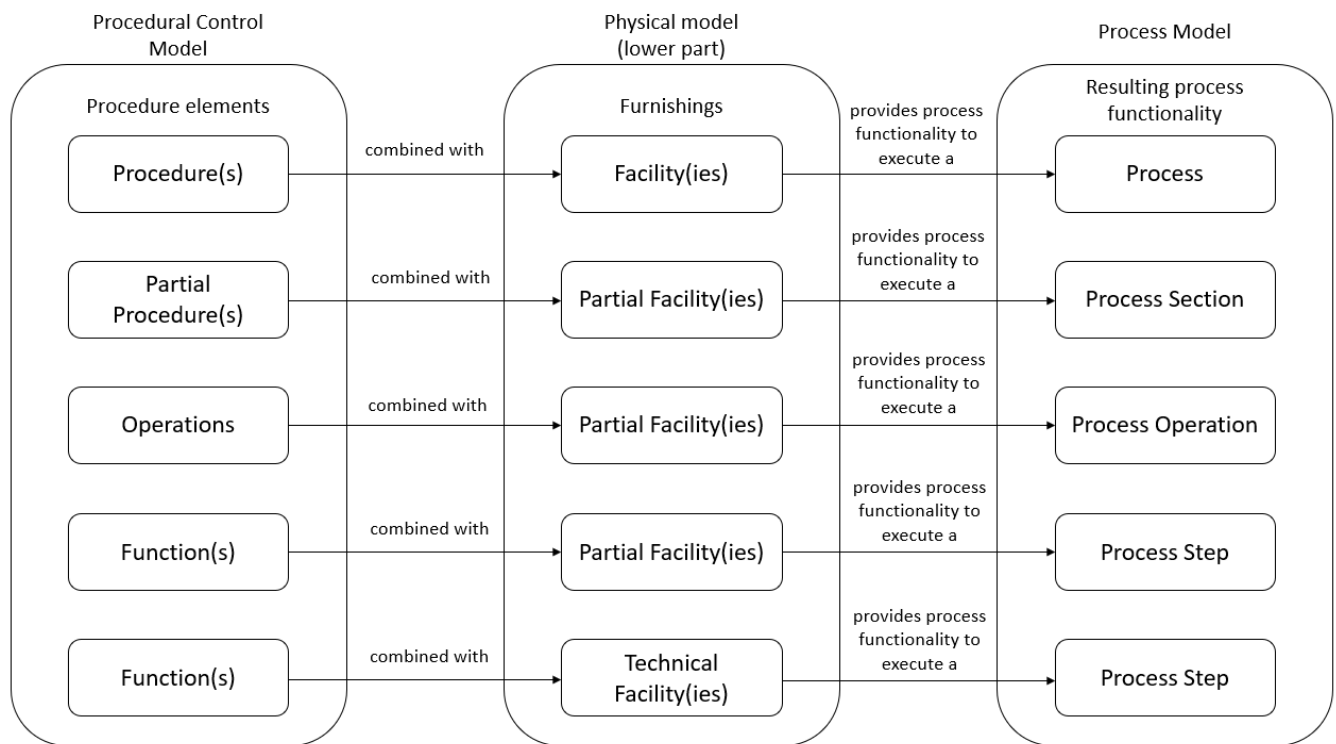 Procedural Control
Model
Physical model
(lower part)
Process Model
Procedure elements
Furnishings
Resulting process
functionality
Procedure(s)
combined with
Facility(ies)
provides process
functionality to
execute a
Process
Partial
Procedure(s)
combined with
Partial Facility(ies)
provides process
functionality to
execute a
Process Section
Operations
combined with
Partial Facility(ies)
provides process
functionality to
execute a
Process Operation
Function(s)
combined with
Partial Facility(ies)
provides process
functionality to
execute a
Process Step
Function(s)
combined with
Technical
Facility(ies)
provides process
functionality to
execute a
Process Step